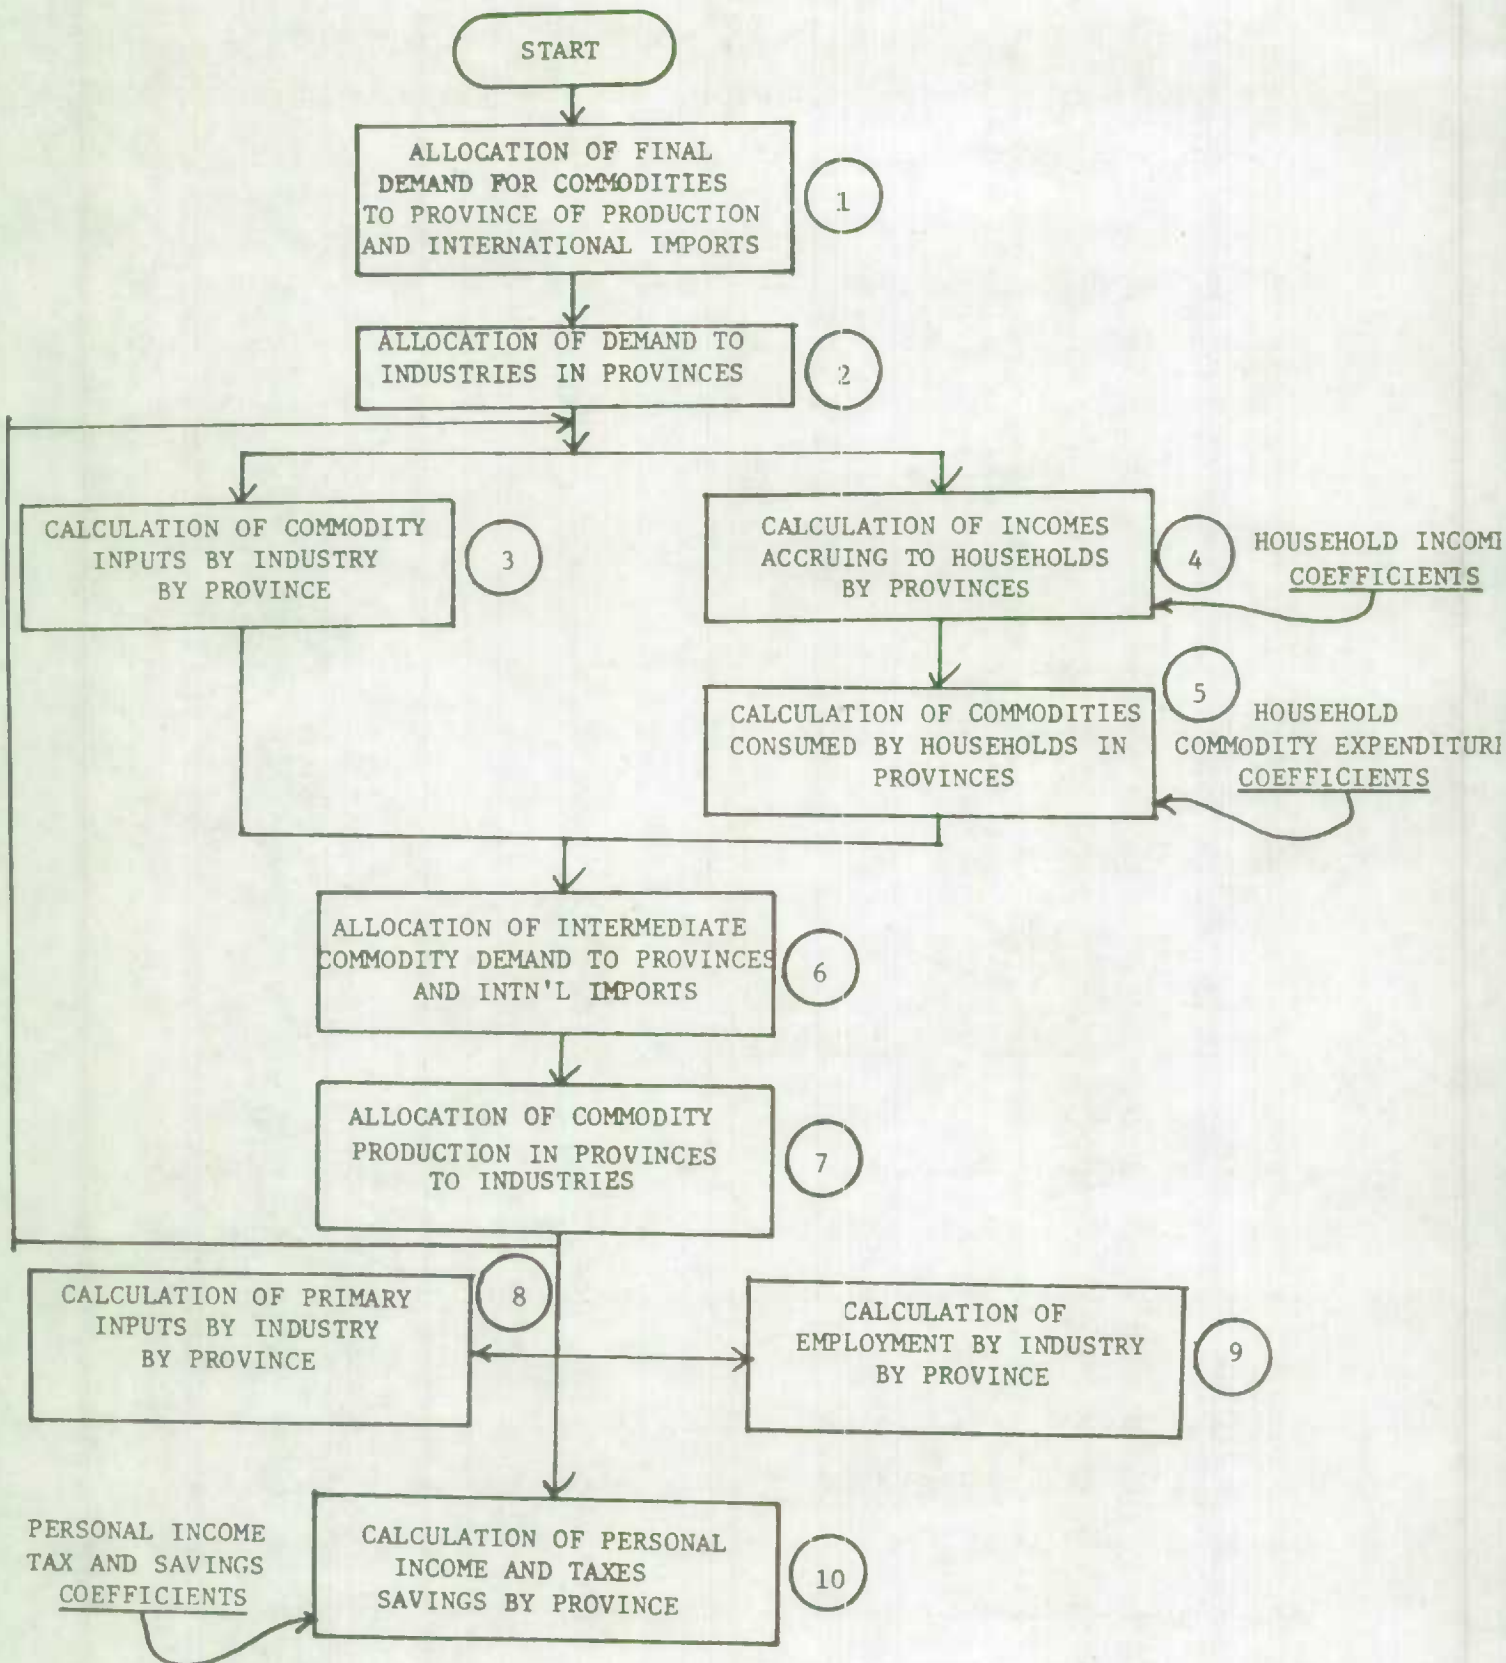 START
ALLOCATION OF FINAL
DEMAND FOR COMMODITIES
TO PROVINCE OF PRODUCTION
AND INTERNATIONAL IMPORTS
1
ALLOCATION OF DEMAND TO
INDUSTRIES IN PROVINCES
2
CALCULATION OF COMMODITY
INPUTS BY INDUSTRY
BY PROVINCE
3
CALCULATION OF INCOMES
ACCRUING TO HOUSEHOLDS
BY PROVINCES
4
HOUSEHOLD INCOM
COEFFICIENTS
CALCULATION OF COMMODITIES
CONSUMED BY HOUSEHOLDS IN
PROVINCES
5
HOUSEHOLD
COMMODITY EXPENDITUR
COEFFICIENTS
ALLOCATION OF INTERMEDIATE
COMMODITY DEMAND TO PROVINCES
AND INTN'L IMPORTS
6
ALLOCATION OF COMMODITY
PRODUCTION IN PROVINCES
TO INDUSTRIES
7
CALCULATION OF PRIMARY
INPUTS BY INDUSTRY
BY PROVINCE
8
CALCULATION OF
EMPLOYMENT BY INDUSTRY
BY PROVINCE
9
PERSONAL INCOME
TAX AND SAVINGS
COEFFICIENTS
CALCULATION OF PERSONAL
INCOME AND TAXES
SAVINGS BY PROVINCE
10